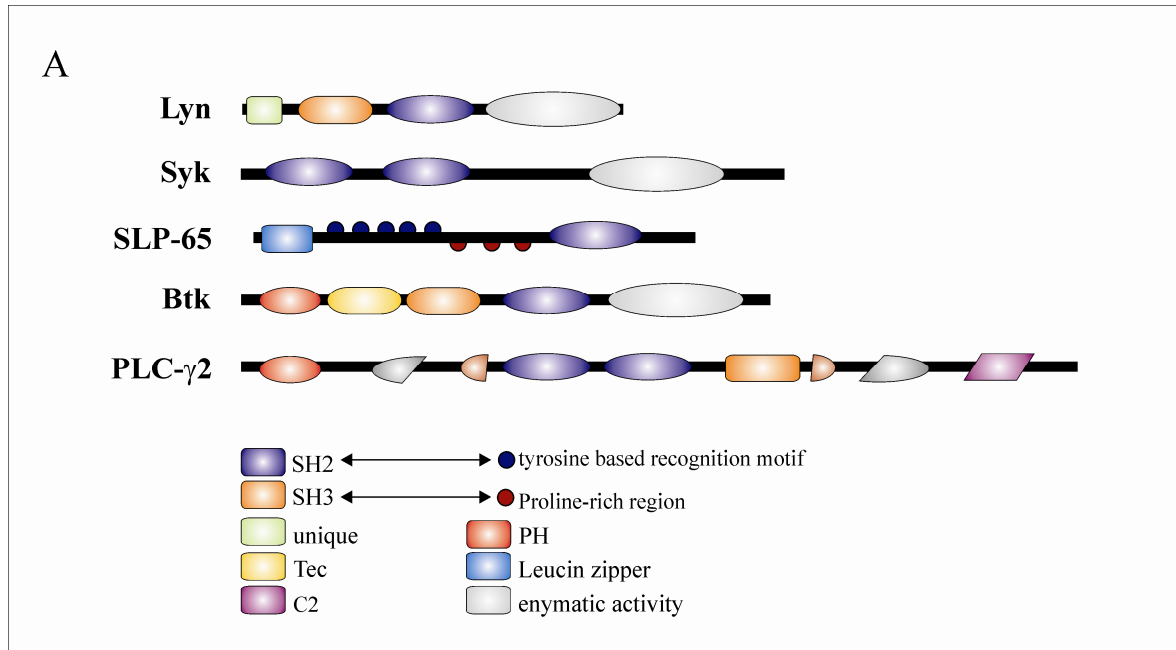 A
Lyn
Syk
SLP-65
Btk
PLC-γ2
SH2 tyrosine based recognition motif
SH3 Proline-rich region
unique PH
Tec Leucin zipper
C2 enymatic activity